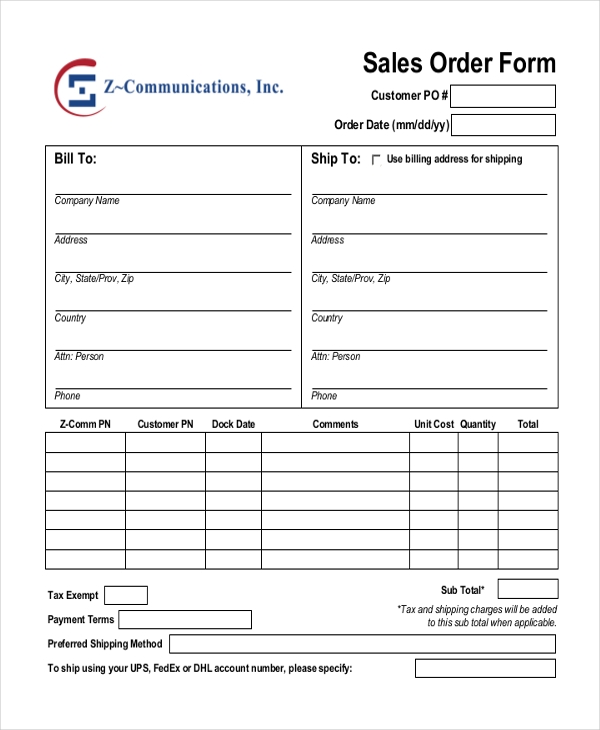 Z~Communications, Inc.
Sales Order Form
Customer PO #
Order Date (mm/dd/yy)
Bill To:
Company Name
Address
City, State/Prov, Zip
Country
Attn: Person
Phone
Ship To: Use billing address for shipping
Company Name
Address
City, State/Prov, Zip
Country
Attn: Person
Phone
Z-Comm PN Customer PN Dock Date Comments Unit Cost Quantity Total
Tax Exempt
Payment Terms
Sub Total*
*Tax and shipping charges will be added
to this sub total when applicable.
Preferred Shipping Method
To ship using your UPS, FedEx or DHL account number, please specify: